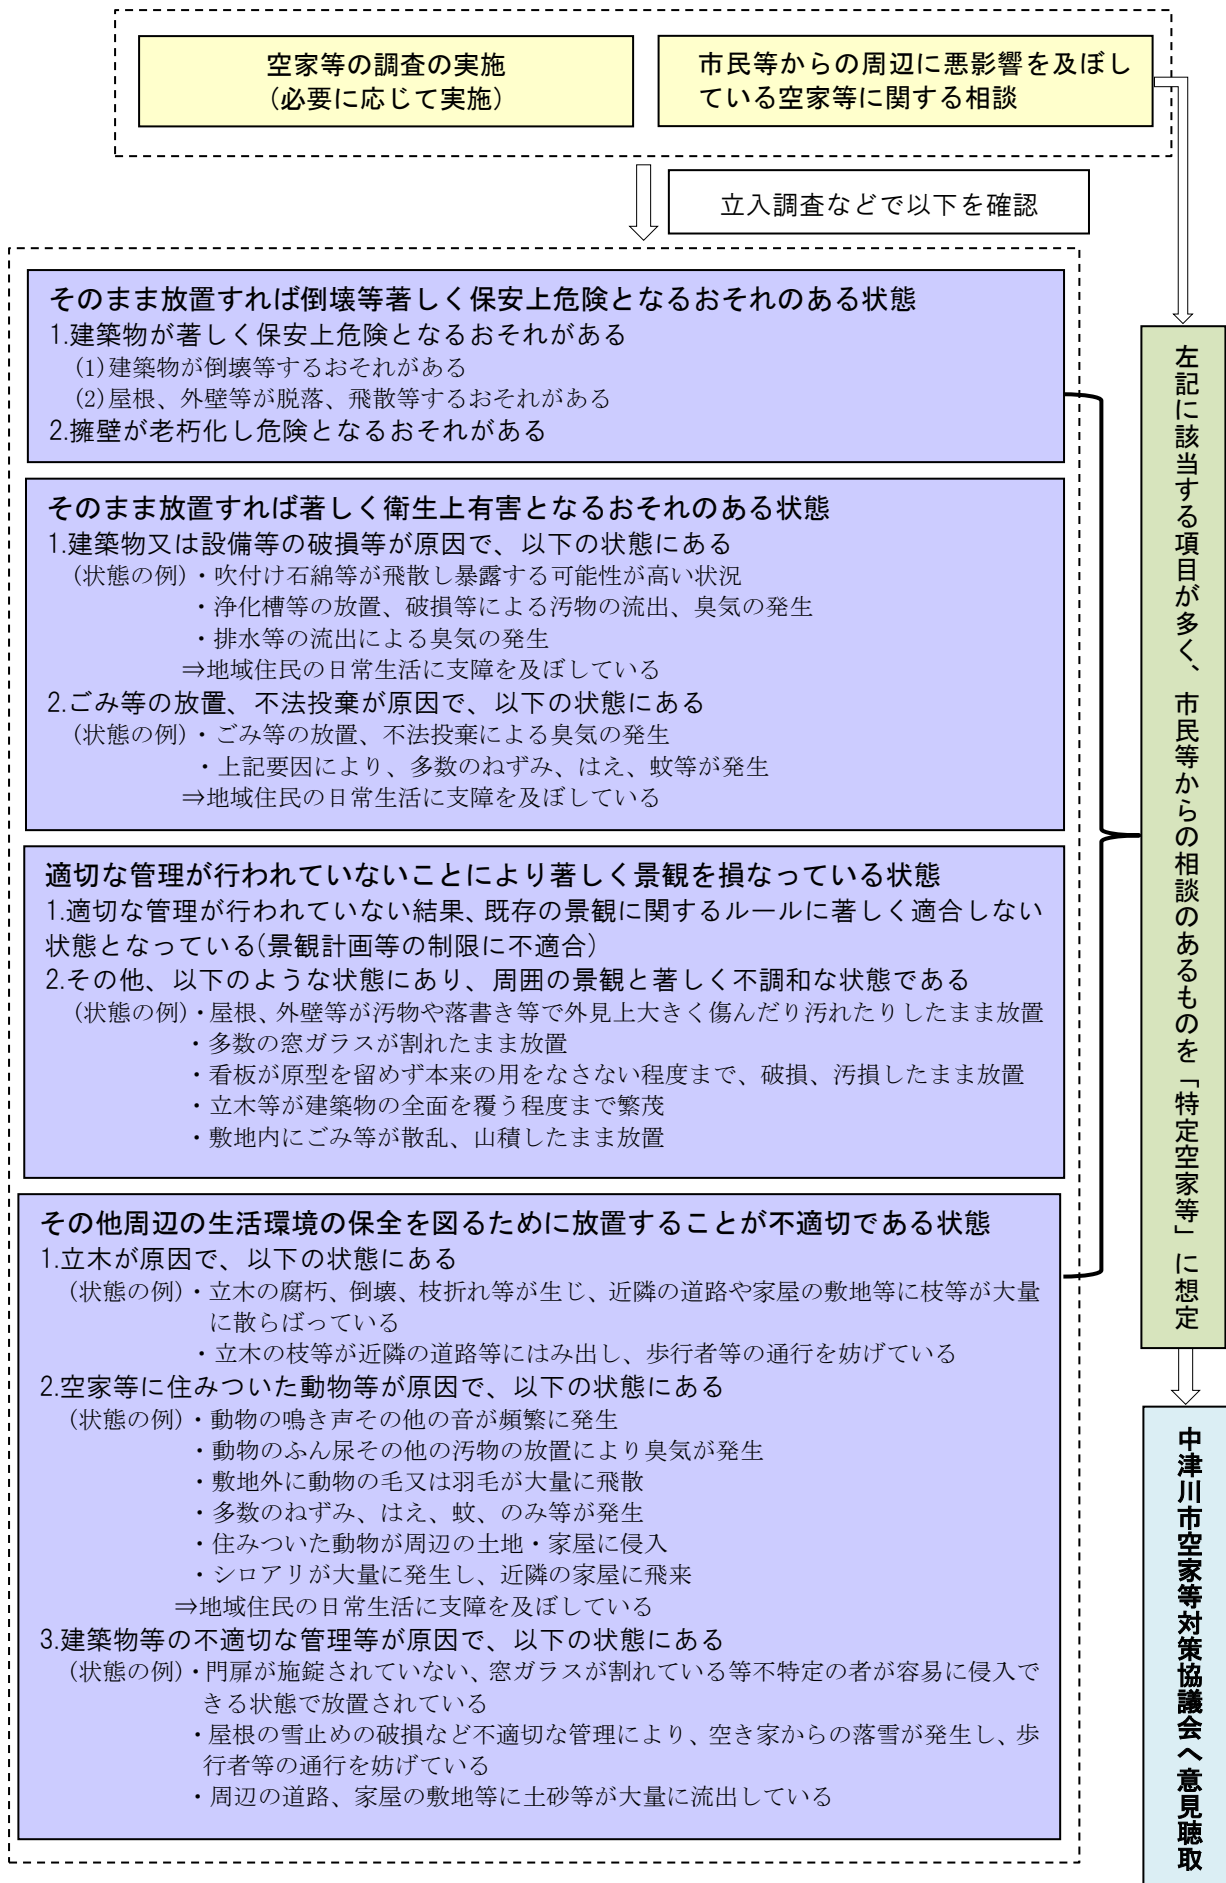 空家等の調査の実施
(必要に応じて実施)
市民等からの周辺に悪影響を及ぼし
ている空家等に関する相談
立入調査などで以下を確認
そのまま放置すれば倒壊等著しく保安上危険となるおそれのある状態
1.建築物が著しく保安上危険となるおそれがある
(1)建築物が倒壊等するおそれがある
(2)屋根、外壁等が脱落、飛散等するおそれがある
2.擁壁が老朽化し危険となるおそれがある
そのまま放置すれば著しく衛生上有害となるおそれのある状態
1.建築物又は設備等の破損等が原因で、以下の状態にある
(状態の例)・吹付け石綿等が飛散し暴露する可能性が高い状況
・浄化槽等の放置、破損等による汚物の流出、臭気の発生
・排水等の流出による臭気の発生
⇒地域住民の日常生活に支障を及ぼしている
2.ごみ等の放置、不法投棄が原因で、以下の状態にある
(状態の例)・ごみ等の放置、不法投棄による臭気の発生
・上記要因により、多数のねずみ、はえ、蚊等が発生
⇒地域住民の日常生活に支障を及ぼしている
適切な管理が行われていないことにより著しく景観を損なっている状態
1.適切な管理が行われていない結果、既存の景観に関するルールに著しく適合しない
状態となっている(景観計画等の制限に不適合)
2.その他、以下のような状態にあり、周囲の景観と著しく不調和な状態である
(状態の例)・屋根、外壁等が汚物や落書き等で外見上大きく傷んだり汚れたりしたまま放置
・多数の窓ガラスが割れたまま放置
・看板が原型を留めず本来の用をなさない程度まで、破損、汚損したまま放置
・立木等が建築物の全面を覆う程度まで繁茂
・敷地内にごみ等が散乱、山積したまま放置
その他周辺の生活環境の保全を図るために放置することが不適切である状態
1.立木が原因で、以下の状態にある
(状態の例)・立木の腐朽、倒壊、枝折れ等が生じ、近隣の道路や家屋の敷地等に枝等が大量
に散らばっている
・立木の枝等が近隣の道路等にはみ出し、歩行者等の通行を妨げている
2.空家等に住みついた動物等が原因で、以下の状態にある
(状態の例)・動物の鳴き声その他の音が頻繁に発生
・動物のふん尿その他の汚物の放置により臭気が発生
・敷地外に動物の毛又は羽毛が大量に飛散
・多数のねずみ、はえ、蚊、のみ等が発生
・住みついた動物が周辺の土地・家屋に侵入
・シロアリが大量に発生し、近隣の家屋に飛来
⇒地域住民の日常生活に支障を及ぼしている
3.建築物等の不適切な管理等が原因で、以下の状態にある
(状態の例)・門扉が施錠されていない、窓ガラスが割れている等不特定の者が容易に侵入で
きる状態で放置されている
・屋根の雪止めの破損など不適切な管理により、空き家からの落雪が発生し、歩
行者等の通行を妨げている
・周辺の道路、家屋の敷地等に土砂等が大量に流出している
左記に該当する項目が多く、市民等からの相談のあるものを「特定空家等」に想定
中津川市空家等対策協議会へ意見聴取